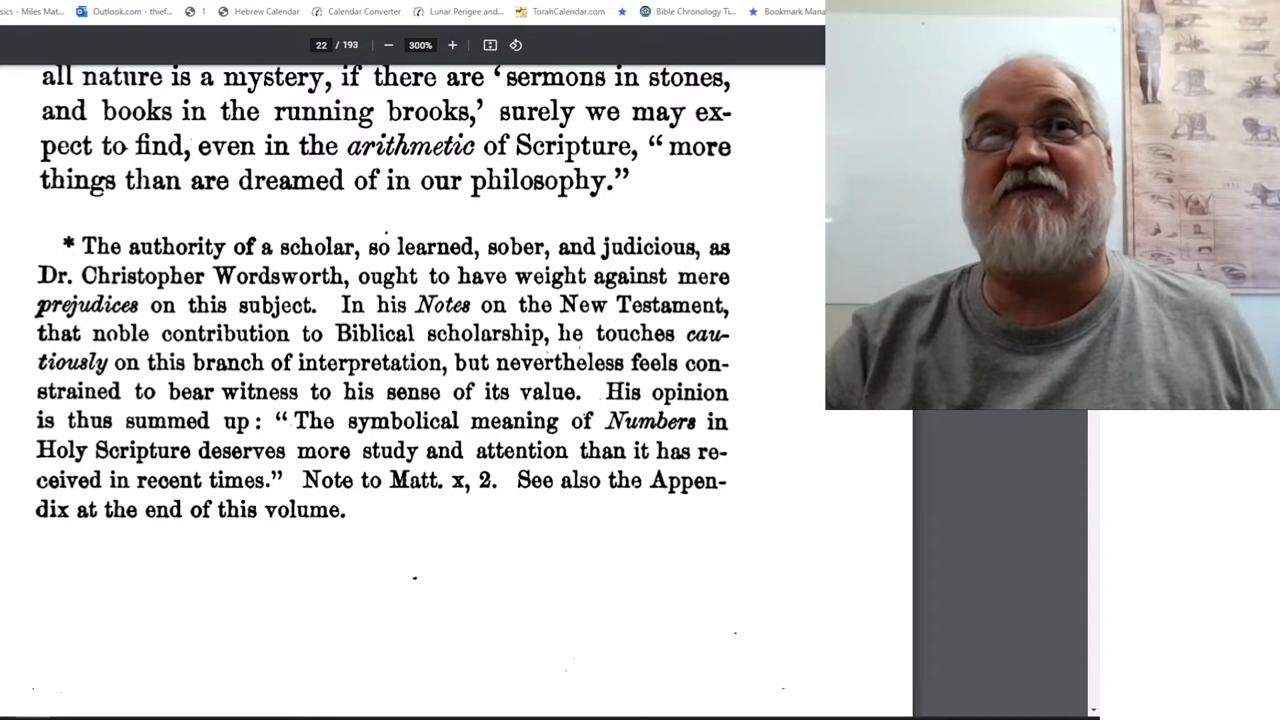 sics - Miles Mat... Outlook.com - thief... 1 Hebrew Calendar Calendar Converter Lunar Perigee and... TorahCalendar.com Bible Chronology Ti... Bookmark Mana
22 / 193 300%
all nature is a mystery, if there are ‘sermons in stones,
and books in the running brooks,’ surely we may ex-
pect to find, even in the arithmetic of Scripture, “more
things than are dreamed of in our philosophy.”
* The authority of a scholar, so learned, sober, and judicious, as
Dr. Christopher Wordsworth, ought to have weight against mere
prejudices on this subject. In his Notes on the New Testament,
that noble contribution to Biblical scholarship, he touches cau-
tiously on this branch of interpretation, but nevertheless feels con-
strained to bear witness to his sense of its value. His opinion
is thus summed up: “The symbolical meaning of Numbers in
Holy Scripture deserves more study and attention than it has re-
ceived in recent times.” Note to Matt. x, 2. See also the Appen-
dix at the end of this volume.